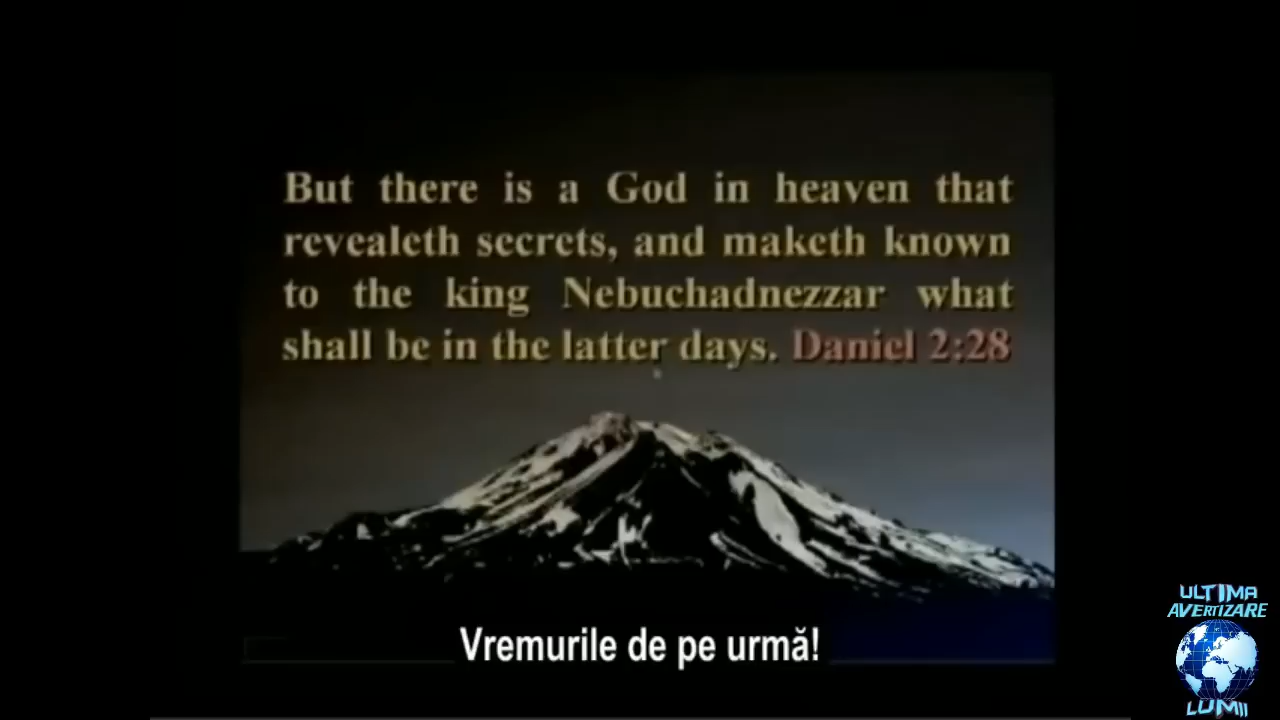 But there is a God in heaven that
revealeth secrets, and maketh known
to the king Nebuchadnezzar what
shall be in the latter days. Daniel 2:28
Vremurile de pe urmă!
ULTIMA
AVERTIZARE
LUMII